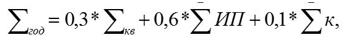 ∑год = 0,3* ∑кв + 0,6* ∑̅ ИП + 0,1* ∑̅ к,